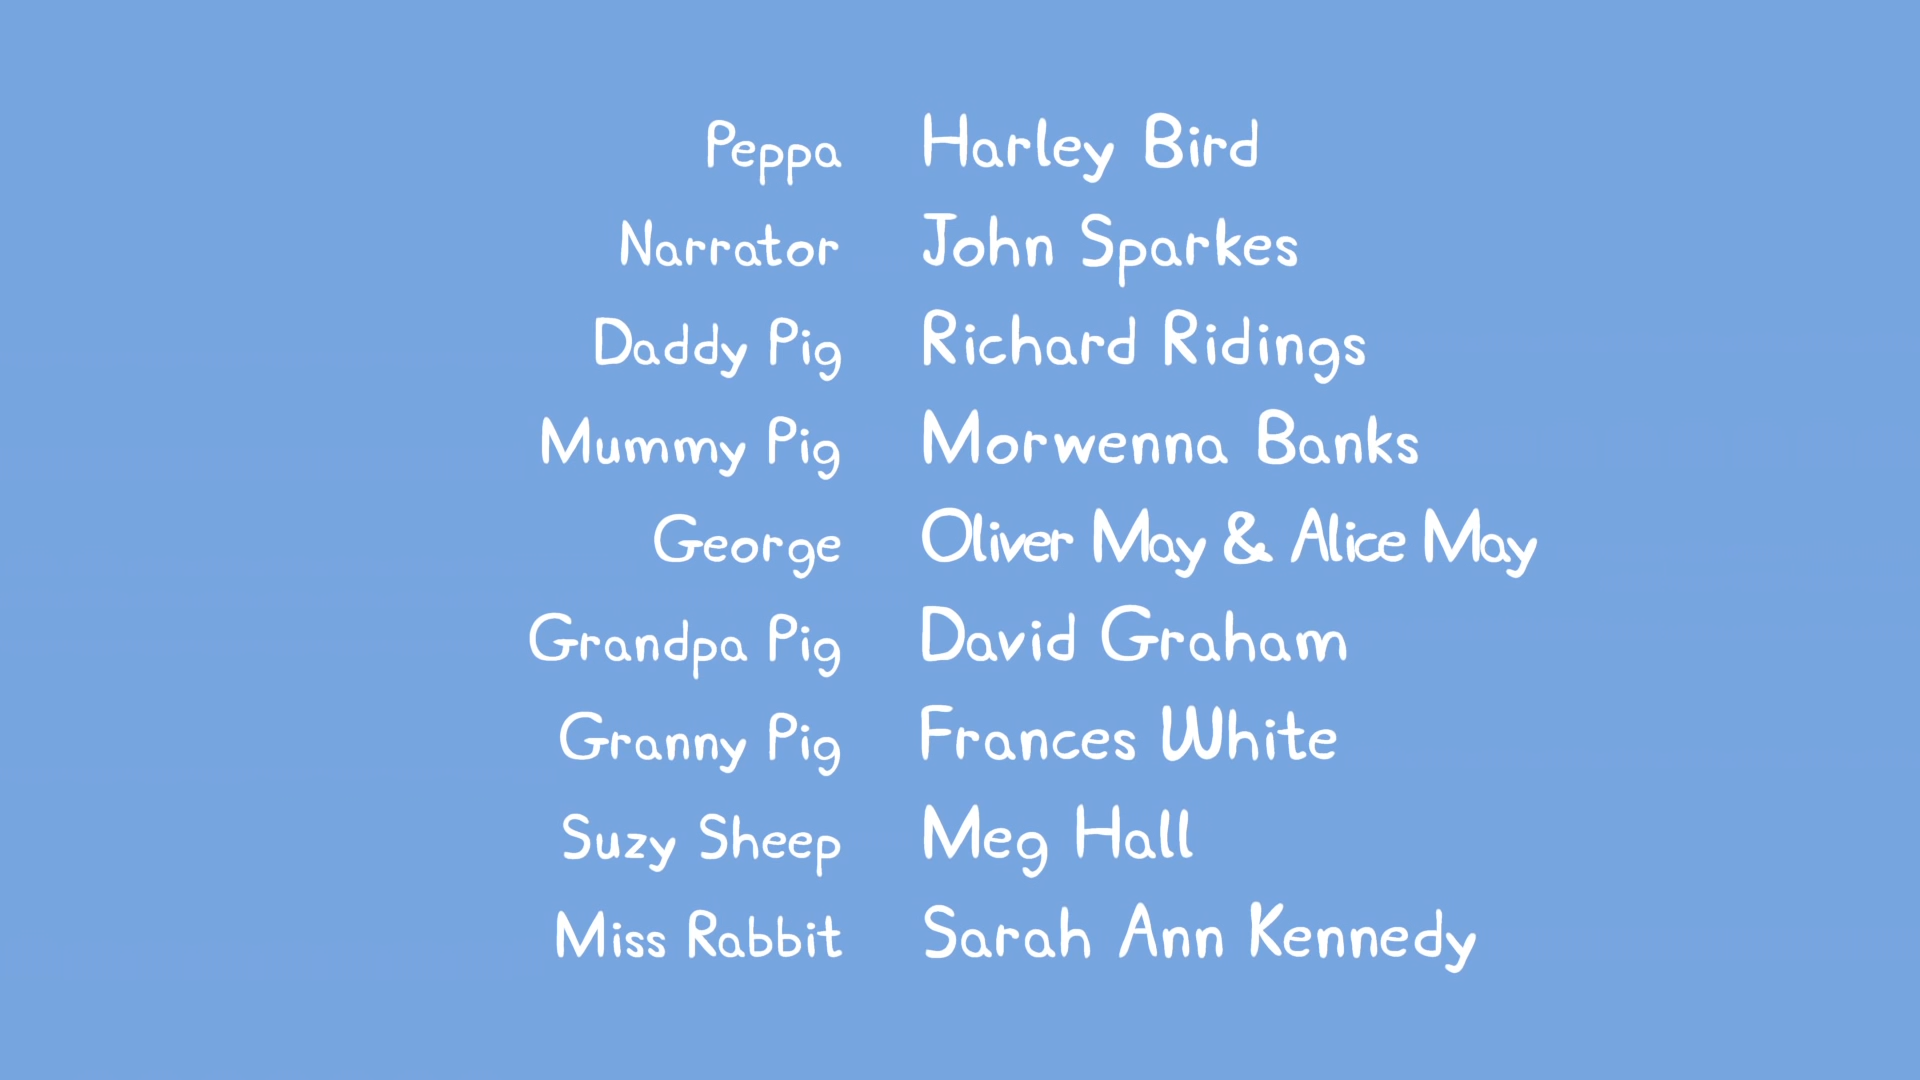 Peppa Harley Bird
Narrator John Sparkes
Daddy Pig Richard Ridings
Mummy Pig Morwenna Banks
George Oliver May & Alice May
Grandpa Pig David Graham
Granny Pig Frances White
Suzy Sheep Meg Hall
Miss Rabbit Sarah Ann Kennedy